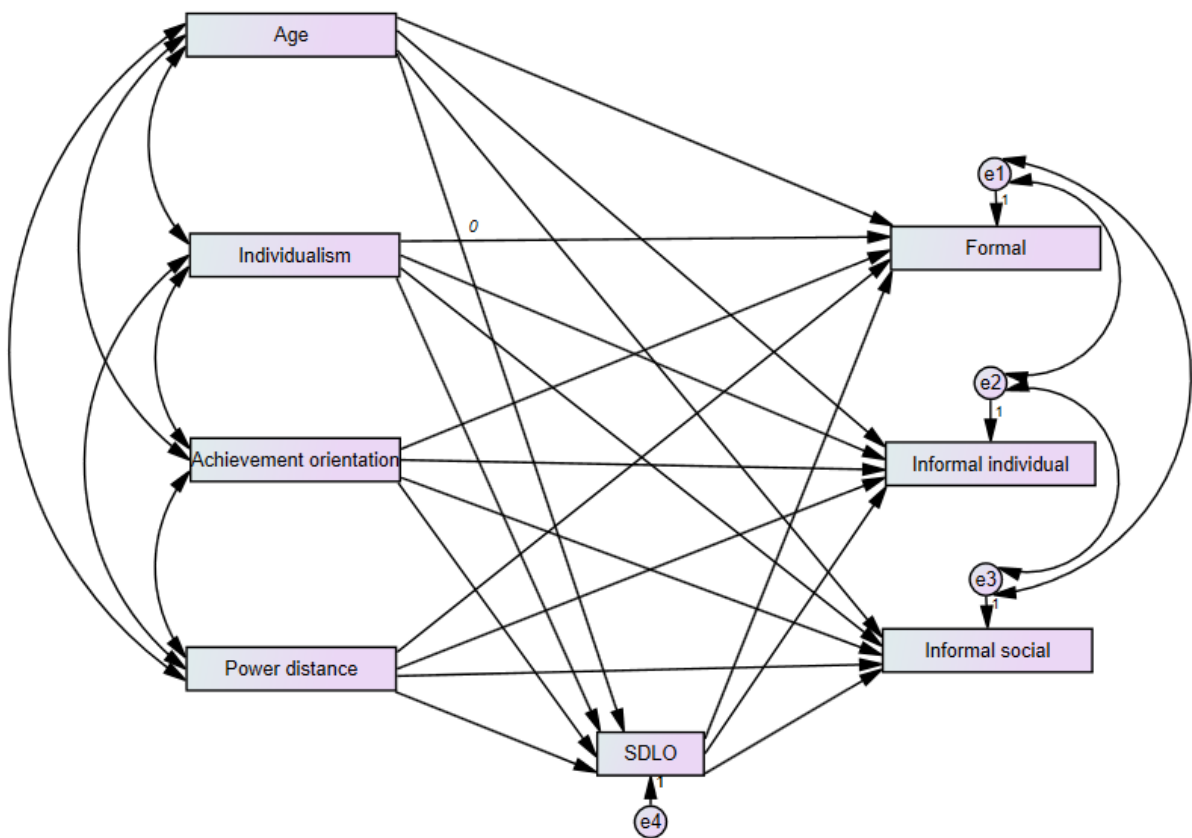 Age
e1
1
0
Individualism
Formal
e2
1
Achievement orientation
Informal individual
e3
1
Power distance
Informal social
SDLO
1
e4